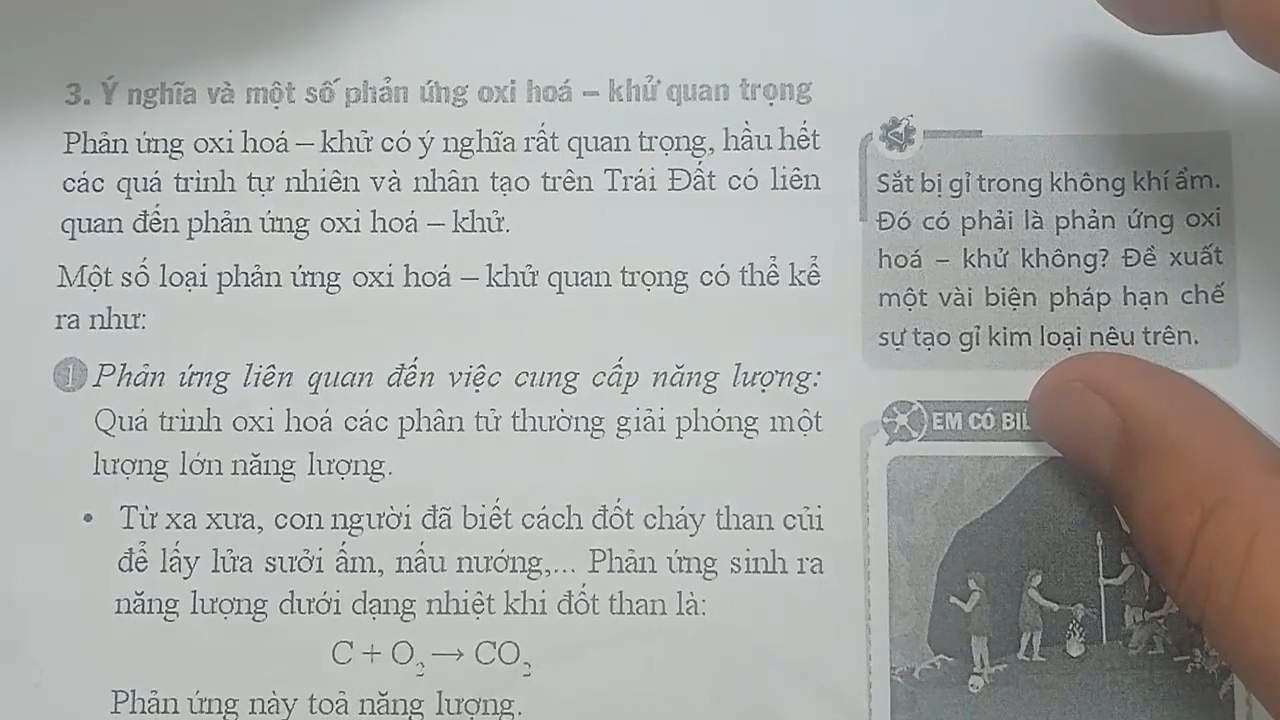 3. Ý nghĩa và một số phản ứng oxi hoá – khử quan trọng
Phản ứng oxi hoá – khử có ý nghĩa rất quan trọng, hầu hết
các quá trình tự nhiên và nhân tạo trên Trái Đất có liên
quan đến phản ứng oxi hoá – khử.
Một số loại phản ứng oxi hoá – khử quan trọng có thể kể
ra như:
1 Phản ứng liên quan đến việc cung cấp năng lượng:
Quá trình oxi hoá các phân tử thường giải phóng một
lượng lớn năng lượng.
• Từ xa xưa, con người đã biết cách đốt cháy than củi
để lấy lửa sưởi ấm, nấu nướng,... Phản ứng sinh ra
năng lượng dưới dạng nhiệt khi đốt than là:
C + O₂ → CO₂
Phản ứng này toả năng lượng.
Sắt bị gỉ trong không khí ẩm.
Đó có phải là phản ứng oxi
hoá – khử không? Đề xuất
một vài biện pháp hạn chế
sự tạo gỉ kim loại nêu trên.
EM CÓ